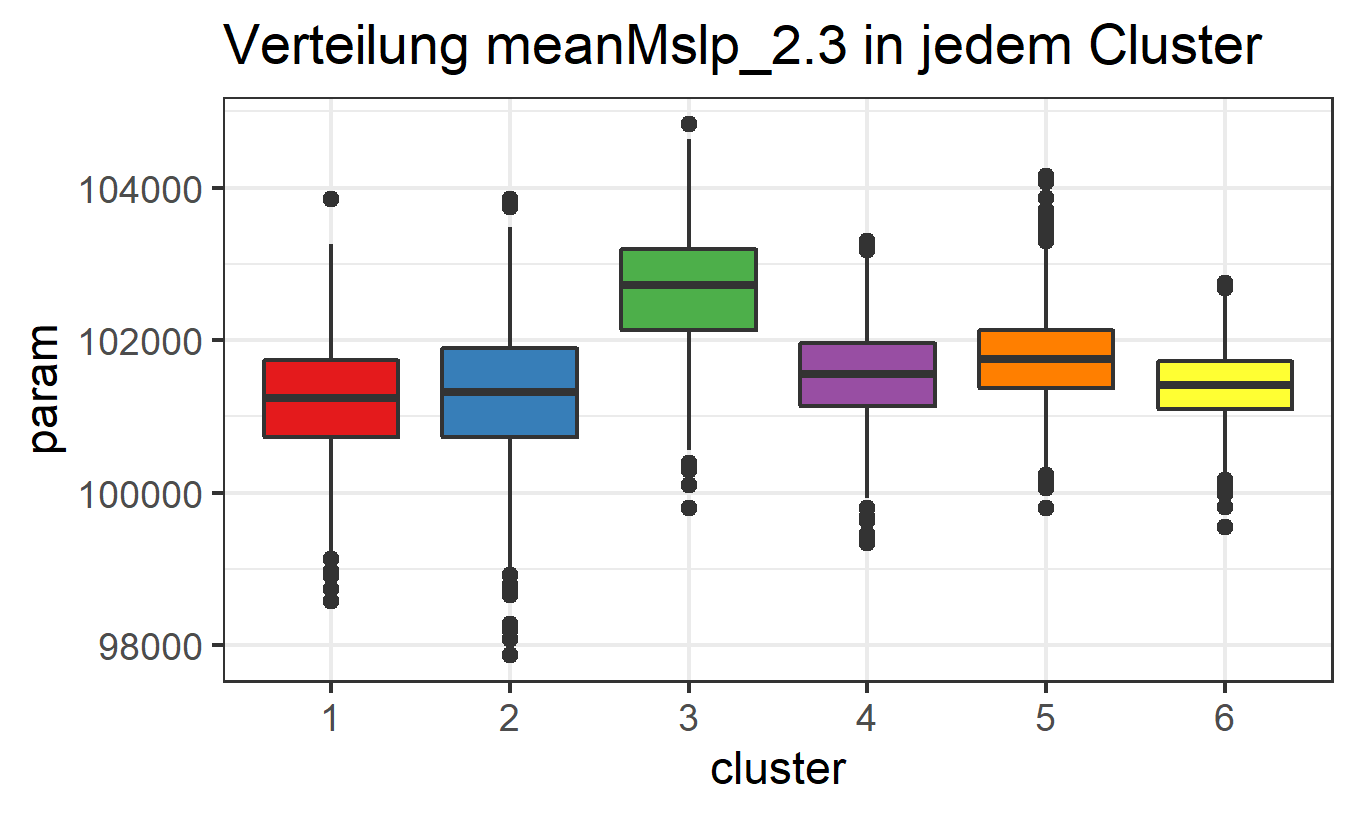 Verteilung meanMslp_2.3 in jedem Cluster
param
104000
102000
100000
98000
1 2 3 4 5 6
cluster